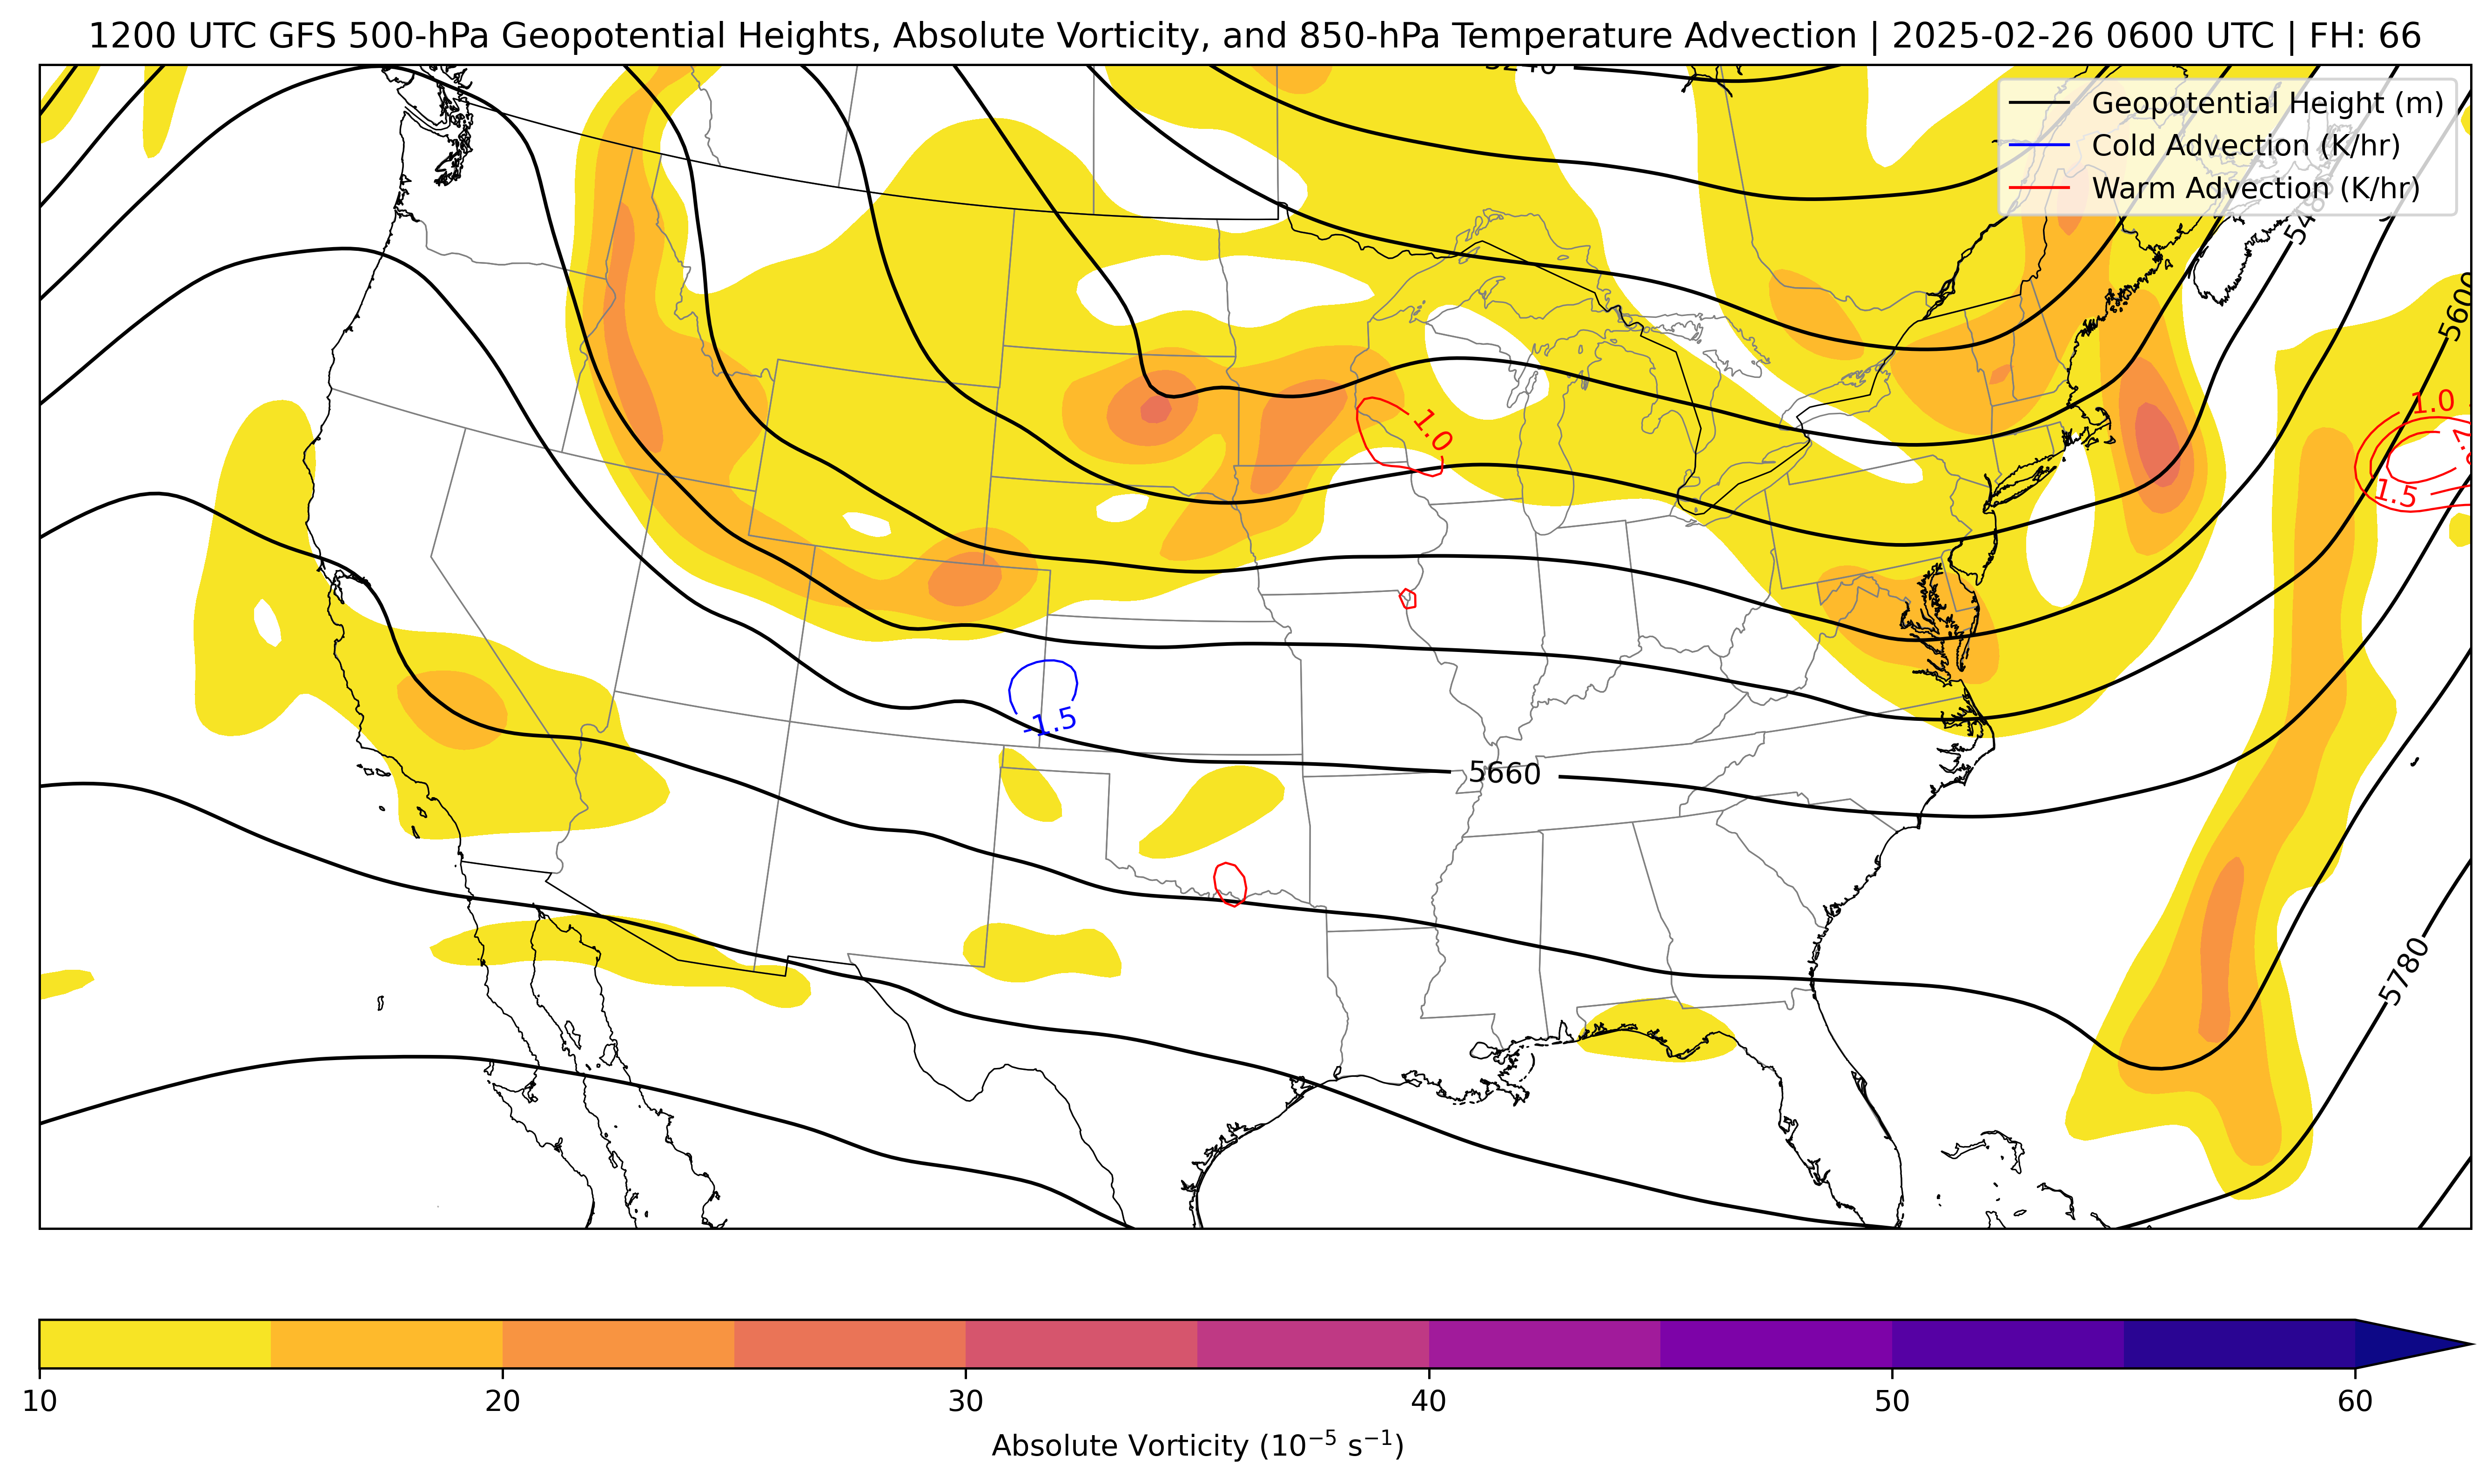 1200 UTC GFS 500-hPa Geopotential Heights, Absolute Vorticity, and 850-hPa Temperature Advection | 2025-02-26 0600 UTC | FH: 66
Geopotential Height (m)
Cold Advection (K/hr)
Warm Advection (K/hr)
5240
5600
1.0
1.0
1.5
-1.5
5660
5780
10 20 30 40 50 60
Absolute Vorticity (10⁻⁵ s⁻¹)